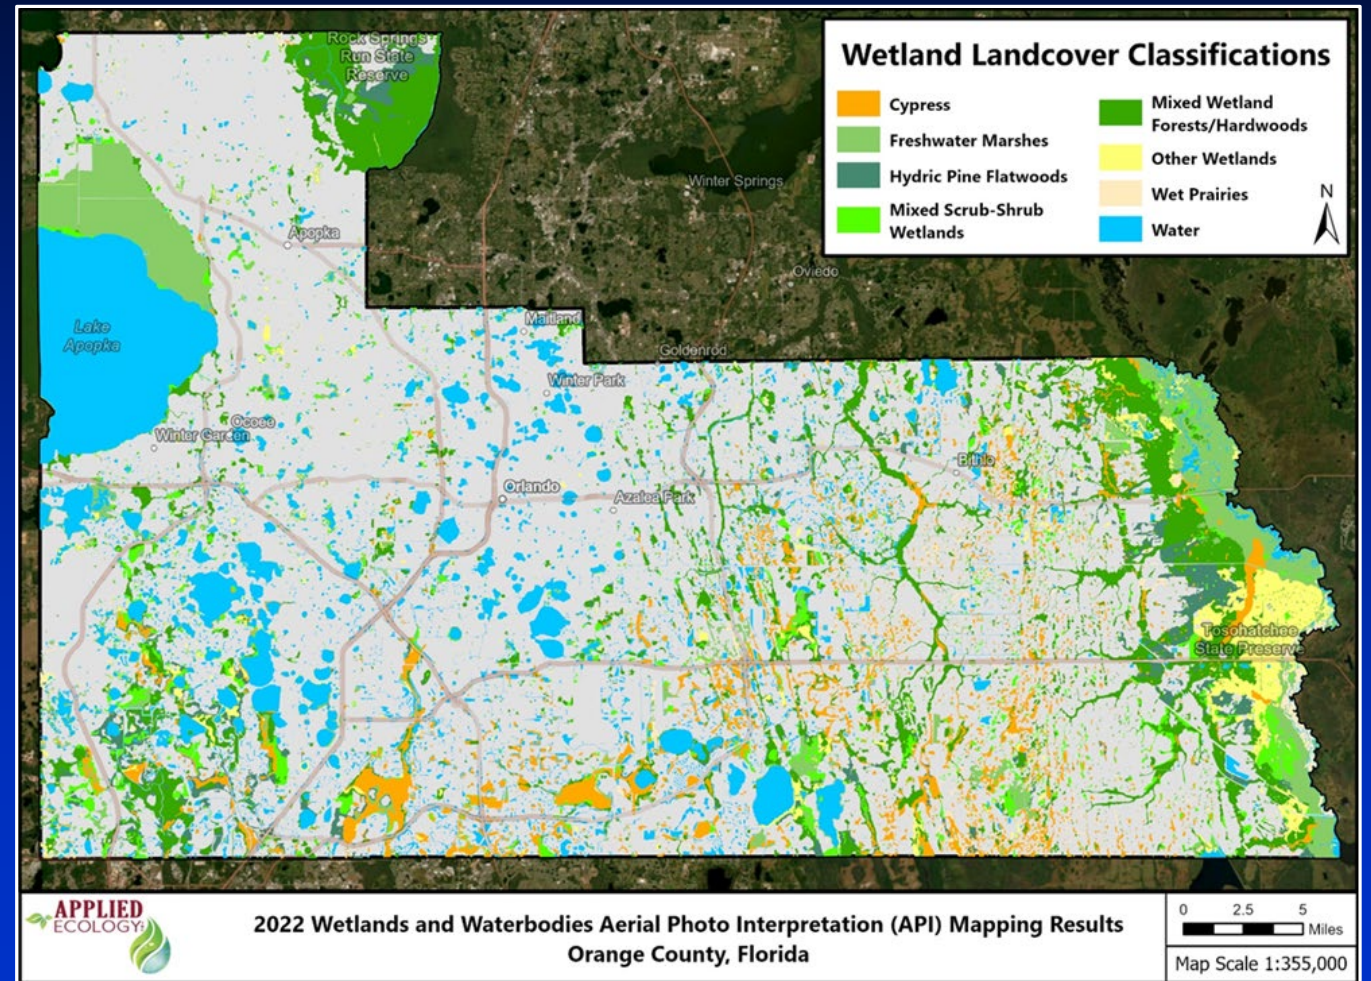 Wetland Landcover Classifications
Cypress
Freshwater Marshes
Hydric Pine Flatwoods
Mixed Scrub-Shrub
Wetlands
Mixed Wetland
Forests/Hardwoods
Other Wetlands
Wet Prairies
Water
N
Rock Springs
Run State
Reserve
Winter Springs
Apopka
Oviedo
Lake
Apopka
Maitland
Goldenrod
Winter Park
Ocoee
Winter Garden
Bithlo
Orlando
Azalea Park
Tosohatchee
State Preserve
APPLIED
ECOLOGY
2022 Wetlands and Waterbodies Aerial Photo Interpretation (API) Mapping Results
Orange County, Florida
0 2.5 5
Miles
Map Scale 1:355,000